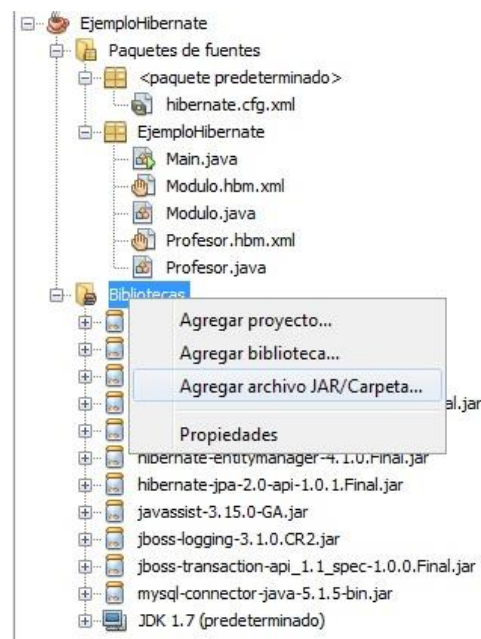 EjemploHibernate
Paquetes de fuentes
<paquete predeterminado>
hibernate.cfg.xml
EjemploHibernate
Main.java
Modulo.hbm.xml
Modulo.java
Profesor.hbm.xml
Profesor.java
Bibliotecas
Agregar proyecto...
Agregar biblioteca...
Agregar archivo JAR/Carpeta...
al.jar
Propiedades
hibernate-entitymanager-4.1.0.Final.jar
hibernate-jpa-2.0-api-1.0.1.Final.jar
javassist-3.15.0-GA.jar
jboss-logging-3.1.0.CR2.jar
jboss-transaction-api_1.1_spec-1.0.0.Final.jar
mysql-connector-java-5.1.5-bin.jar
JDK 1.7 (predeterminado)